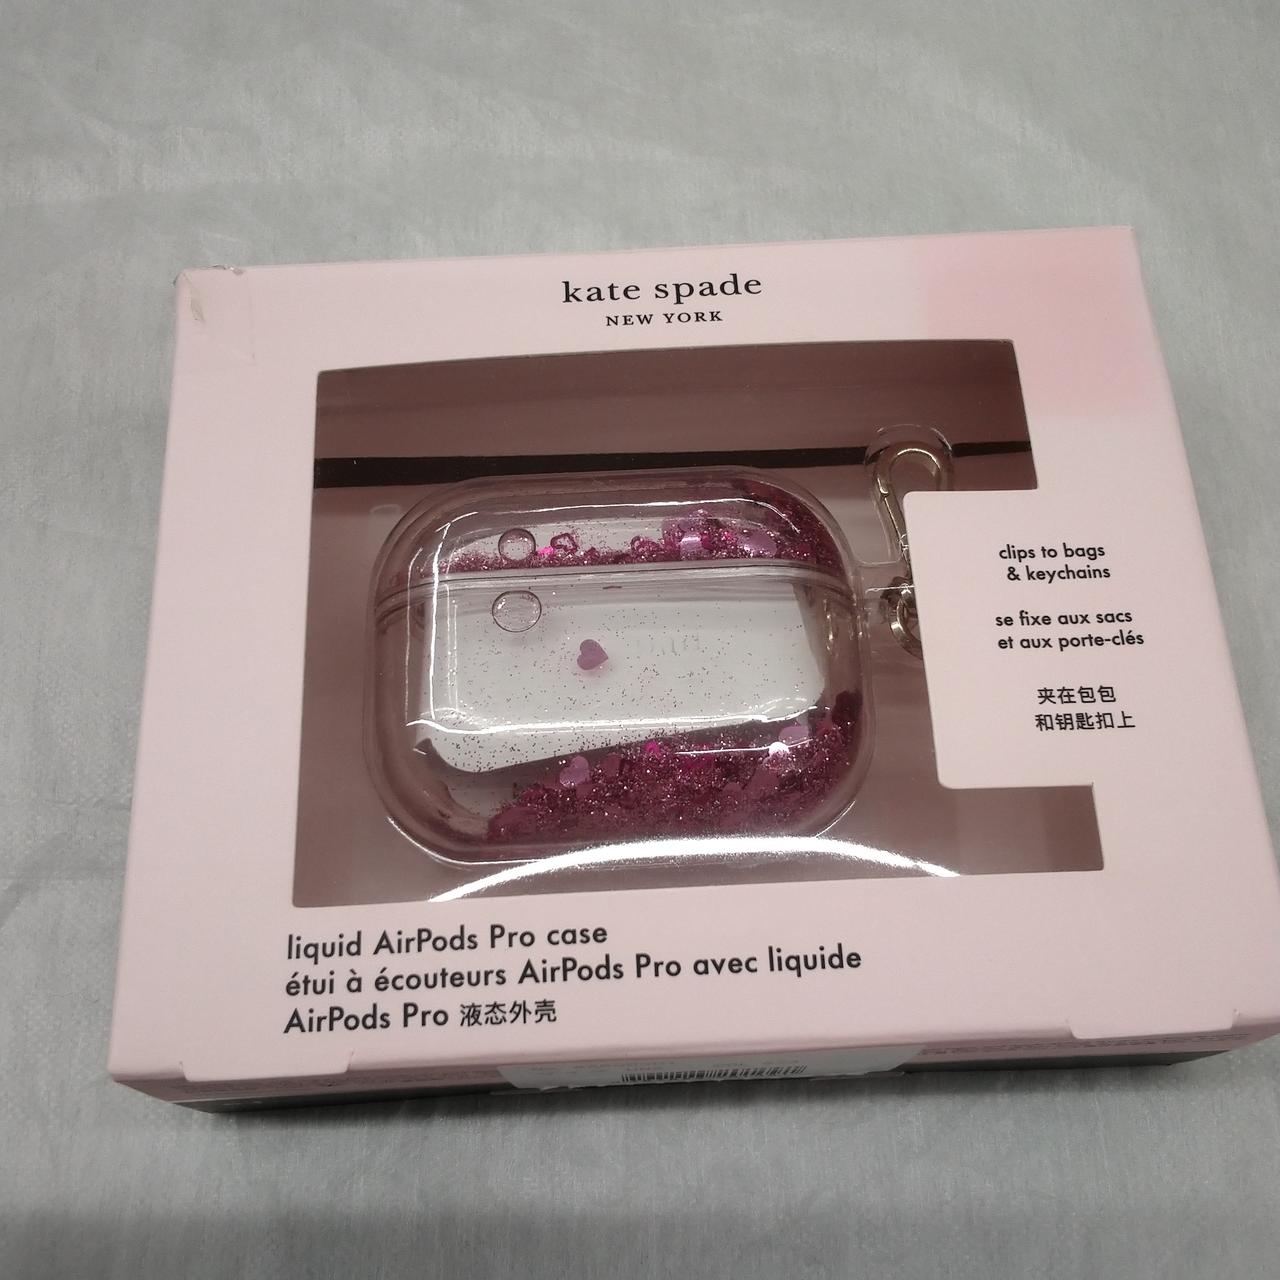 kate spade
NEW YORK
clips to bags
& keychains
se fixe aux sacs
et aux porte-clés
夹在包包
和钥匙扣上
liquid AirPods Pro case
étui à écouteurs AirPods Pro avec liquide
AirPods Pro 液态外壳